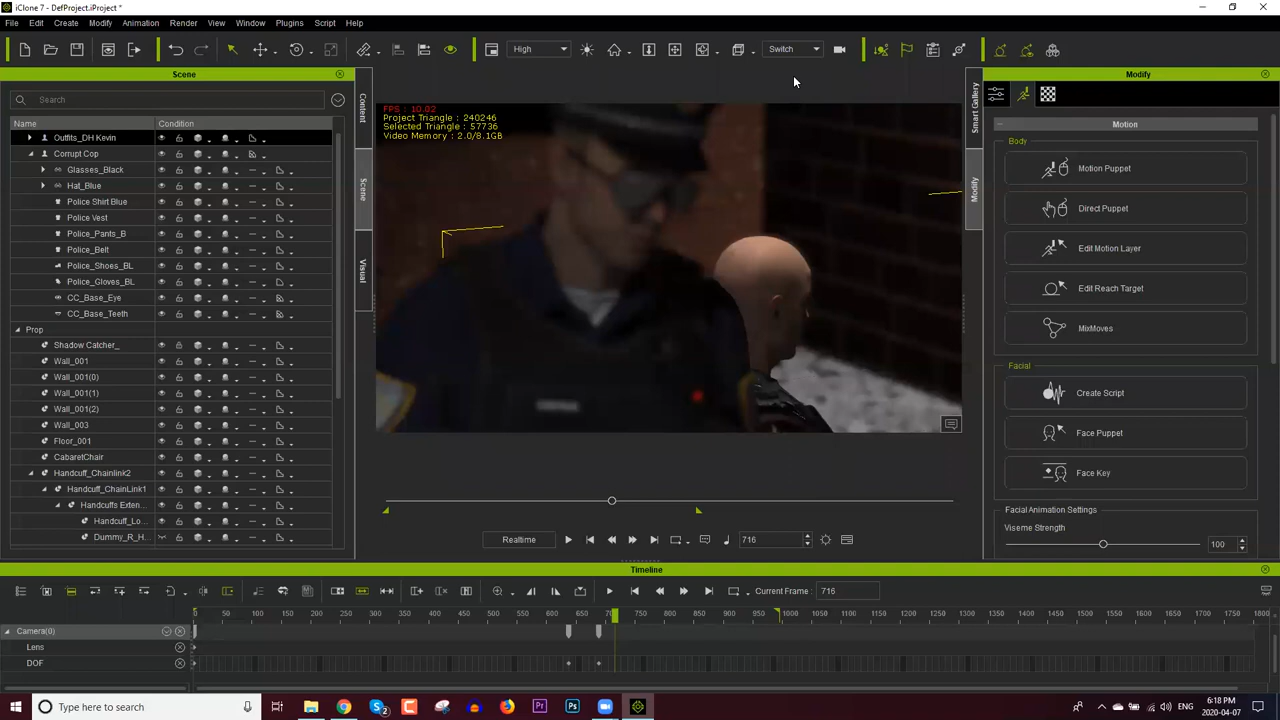 iClone 7 - DefProject.iProject *
File Edit Create Modify Animation Render View Window Plugins Script Help
High
Switch
Scene
Search
Name Condition
Outfits_DH Kevin
Corrupt Cop
Glasses_Black
Hat_Blue
Police Shirt Blue
Police Vest
Police_Pants_B
Police_Belt
Police_Shoes_BL
Police_Gloves_BL
CC_Base_Eye
CC_Base_Teeth
Prop
Shadow Catcher_
Wall_001
Wall_001(0)
Wall_001(1)
Wall_001(2)
Wall_003
Floor_001
CabaretChair
Handcuff_Chainlink2
Handcuff_ChainLink1
Handcuffs Exten...
Handcuff_Lo...
Dummy_R_H...
Content
Scene
Visual
FPS : 10.02
Project Triangle : 240246
Selected Triangle : 57736
Video Memory : 2.0/8.1GB
Realtime
716
Smart Gallery
Modify
Modify
Motion
Body
Motion Puppet
Direct Puppet
Edit Motion Layer
Edit Reach Target
MixMoves
Facial
Create Script
Face Puppet
Face Key
Facial Animation Settings
Viseme Strength
100
Timeline
Current Frame : 716
0 50 100 150 200 250 300 350 400 450 500 550 600 650 700 750 800 850 900 950 1000 1050 1100 1150 1200 1250 1300 1350 1400 1450 1500 1550 1600 1650 1700 1750 1800
Camera(0)
Lens
DOF
Type here to search
Pr
Ps
ENG
6:18 PM
2020-04-07